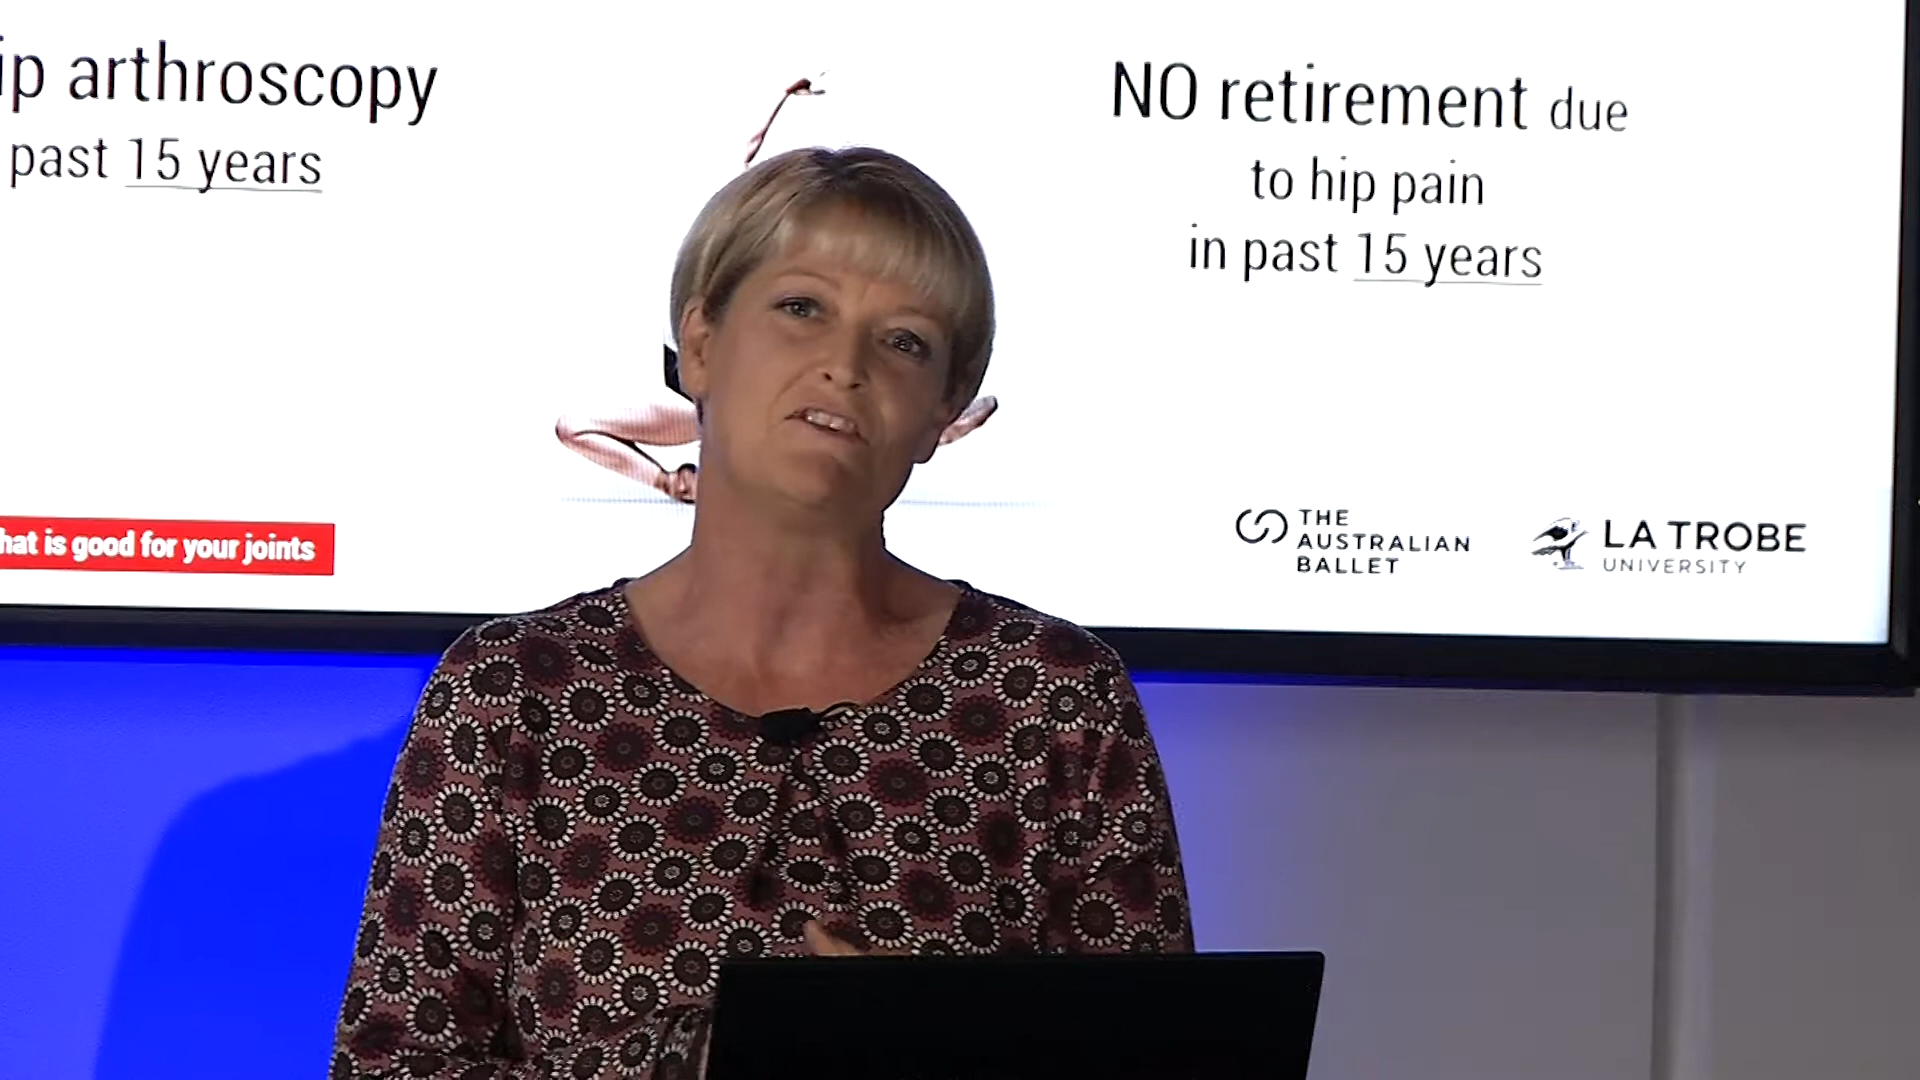 ip arthroscopy
past 15 years
NO retirement due
to hip pain
in past 15 years
hat is good for your joints
THE
AUSTRALIAN
BALLET
LA TROBE
UNIVERSITY